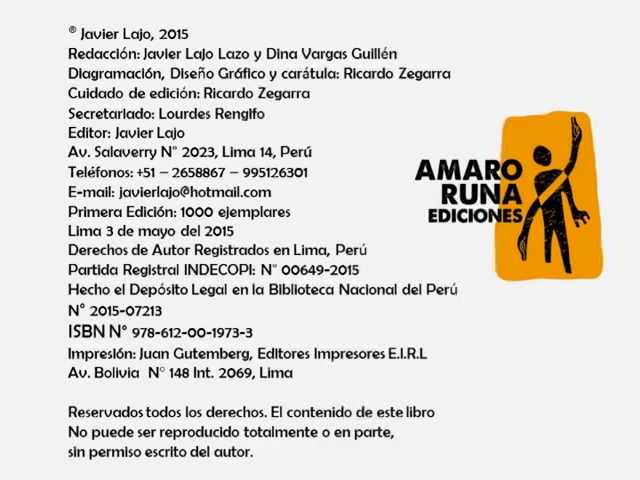 ® Javier Lajo, 2015
Redacción: Javier Lajo Lazo y Dina Vargas Guillén
Diagramación, Diseño Gráfico y carátula: Ricardo Zegarra
Cuidado de edición: Ricardo Zegarra
Secretariado: Lourdes Rengifo
Editor: Javier Lajo
Av. Salaverry N° 2023, Lima 14, Perú
Teléfonos: +51 – 2658867 – 995126301
E-mail: javierlajo@hotmail.com
Primera Edición: 1000 ejemplares
Lima 3 de mayo del 2015
Derechos de Autor Registrados en Lima, Perú
Partida Registral INDECOPI: N° 00649-2015
Hecho el Depósito Legal en la Biblioteca Nacional del Perú
N° 2015-07213
ISBN N° 978-612-00-1973-3
Impresión: Juan Gutemberg, Editores Impresores E.I.R.L
Av. Bolivia N° 148 Int. 2069, Lima
Reservados todos los derechos. El contenido de este libro
No puede ser reproducido totalmente o en parte,
sin permiso escrito del autor.
AMARO
RUNA
EDICIONES